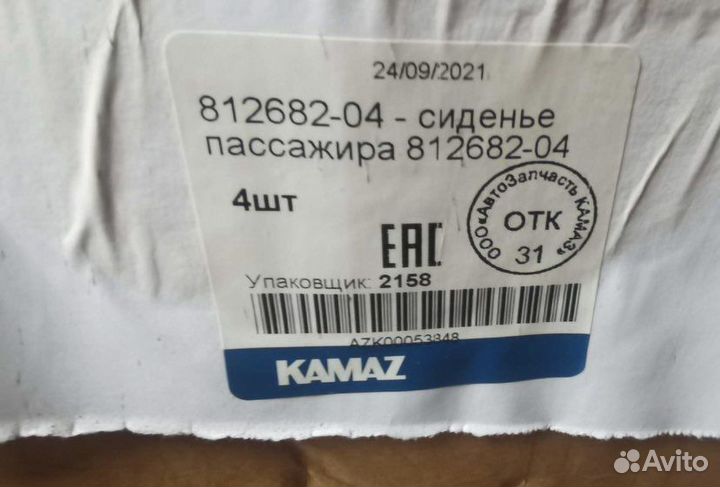 24/09/2021
812682-04 - сиденье
пассажира 812682-04
4шт
ООО«АвтоЗапчасть КАМАЗ»
ОТК
31
EAC
Упаковщик: 2158
AZK00053348
KAMAZ
Avito